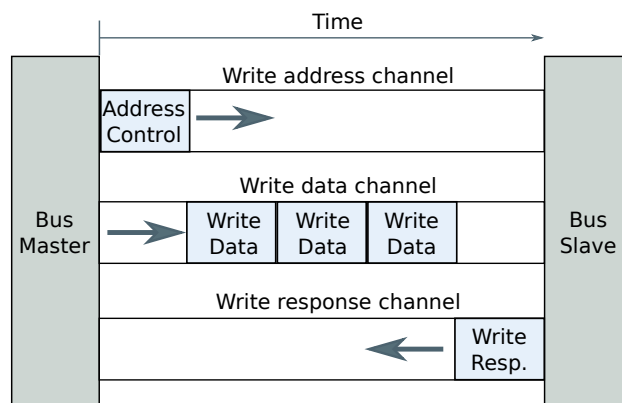 Time
Write address channel
Address
Control
Write data channel
Bus
Master
Write
Data
Write
Data
Write
Data
Bus
Slave
Write response channel
Write
Resp.